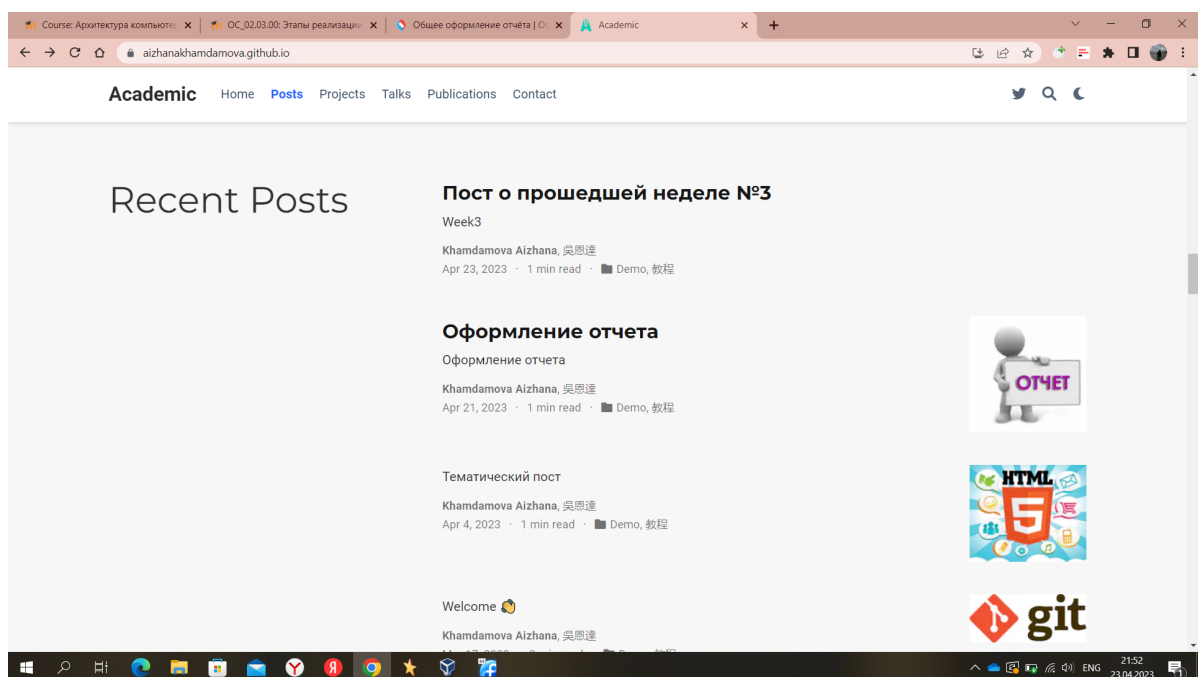 Course: Архитектура компьютер
ОС_02.03.00: Этапы реализации
Общее оформление отчёта | Ос
Academic
aizhanakhamdamova.github.io
Academic Home Posts Projects Talks Publications Contact
Recent Posts
Пост о прошедшей неделе №3
Week3
Khamdamova Aizhana, 吳恩達
Apr 23, 2023 · 1 min read · Demo, 教程
Оформление отчета
Оформление отчета
Khamdamova Aizhana, 吳恩達
Apr 21, 2023 · 1 min read · Demo, 教程
ОТЧЕТ
Тематический пост
Khamdamova Aizhana, 吳恩達
Apr 4, 2023 · 1 min read · Demo, 教程
HTML
5
Welcome 👋
Khamdamova Aizhana, 吳恩達
git
ENG
21:52
23.04.2023